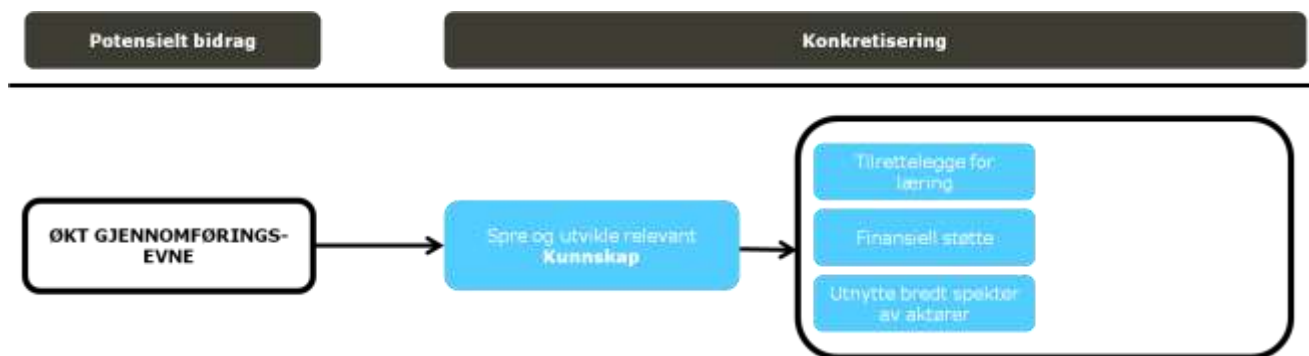 Potensielt bidrag
Konkretisering
ØKT GJENNOMFØRINGS-
EVNE
Spre og utvikle relevant
Kunnskap
Tilrettelegge for
læring
Finansiell støtte
Utnytte bredt spekter
av aktører